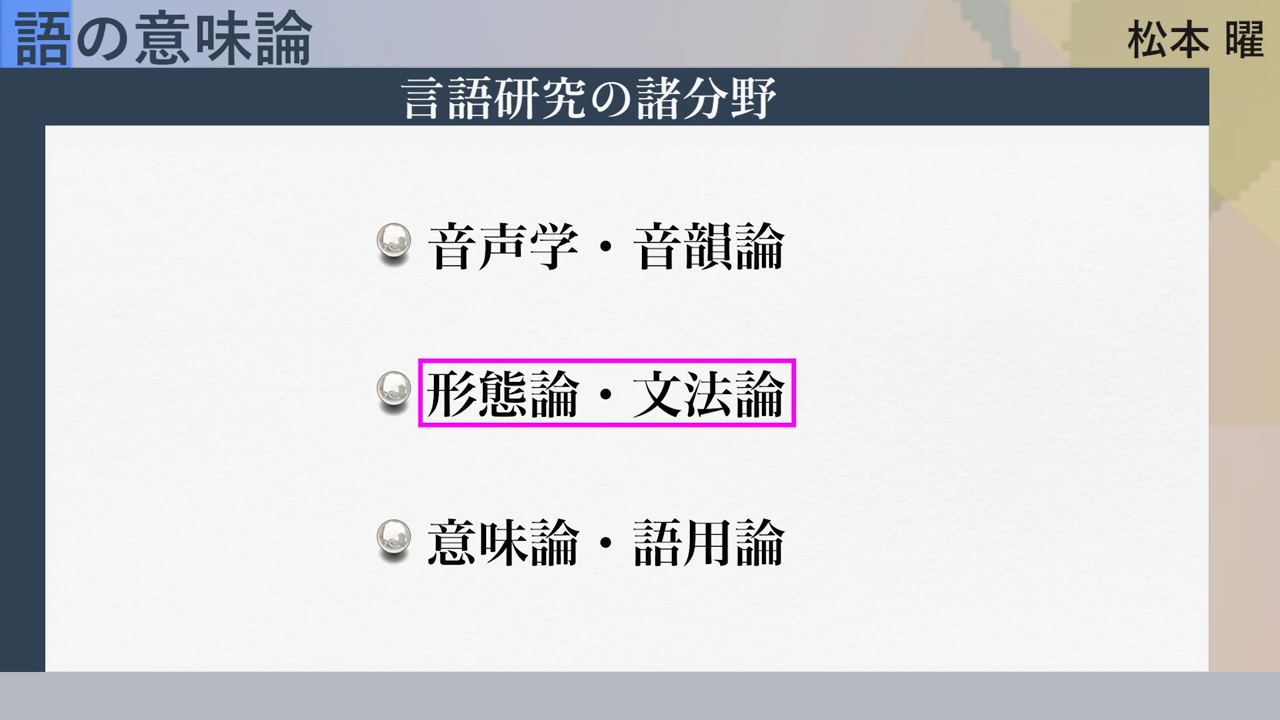 語の意味論
松本 曜
言語研究の諸分野
音声学・音韻論
形態論・文法論
意味論・語用論